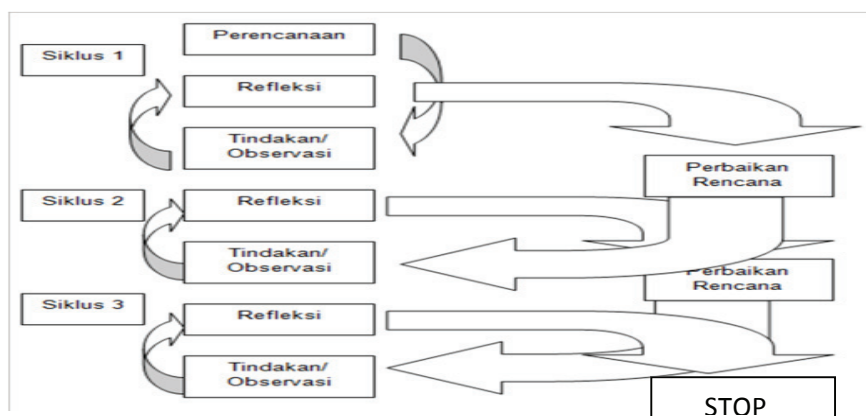 Perencanaan
Siklus 1
Refleksi
Tindakan/
Observasi
Perbaikan
Rencana
Siklus 2
Refleksi
Tindakan/
Observasi
Perbaikan
Rencana
Siklus 3
Refleksi
Tindakan/
Observasi
STOP